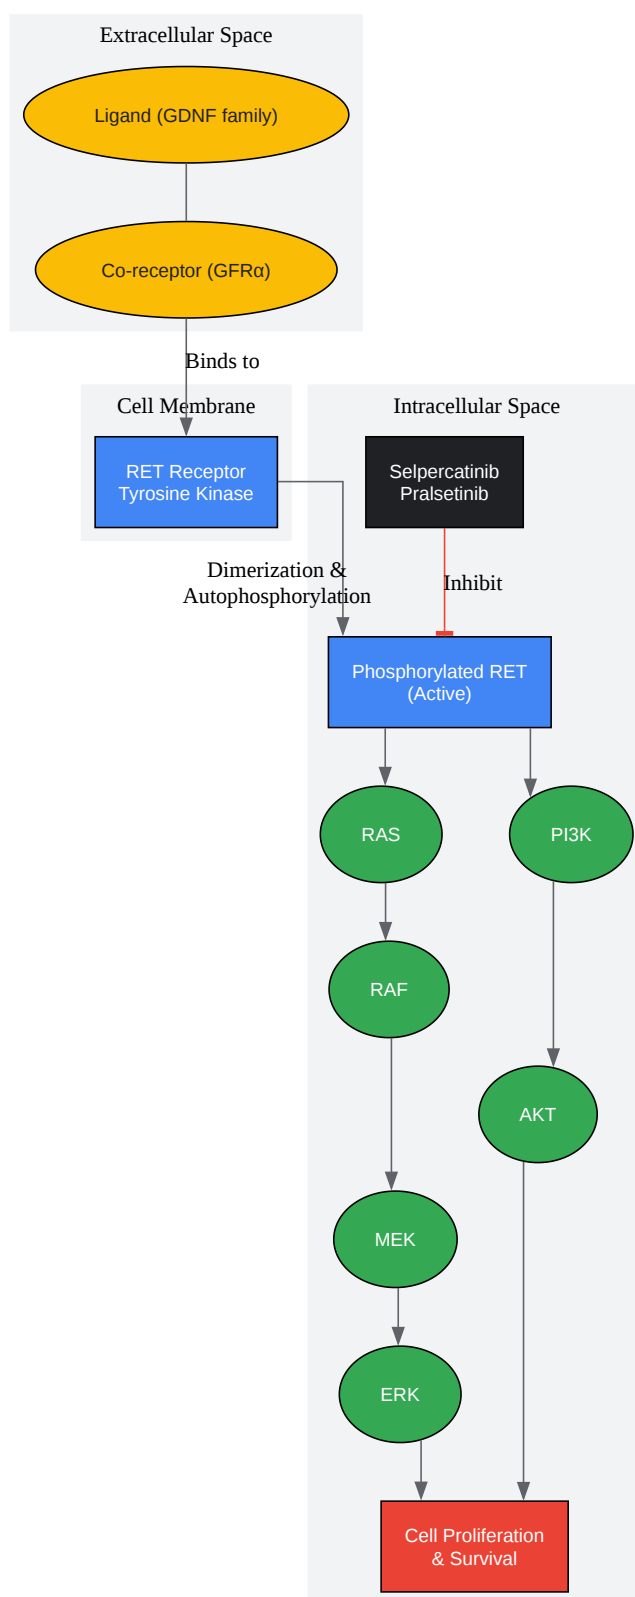 Extracellular Space
Ligand (GDNF family)
Co-receptor (GFRα)
Binds to
Cell Membrane
RET Receptor
Tyrosine Kinase
Intracellular Space
Selpercatinib
Pralsetinib
Dimerization &
Autophosphorylation
Inhibit
Phosphorylated RET
(Active)
RAS
PI3K
RAF
AKT
MEK
ERK
Cell Proliferation
& Survival